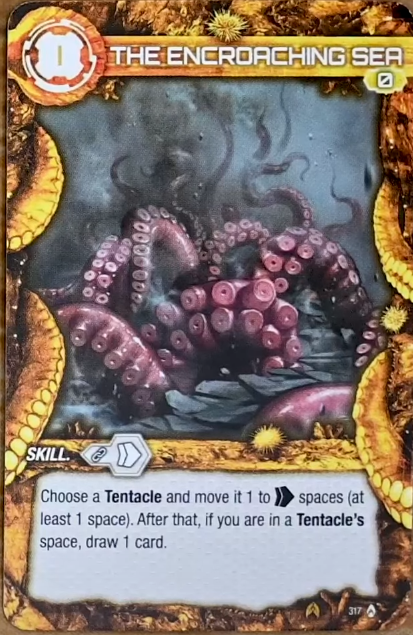 1
THE ENCROACHING SEA
0
SKILL.
Choose a Tentacle and move it 1 to spaces (at
least 1 space). After that, if you are in a Tentacle's
space, draw 1 card.
317